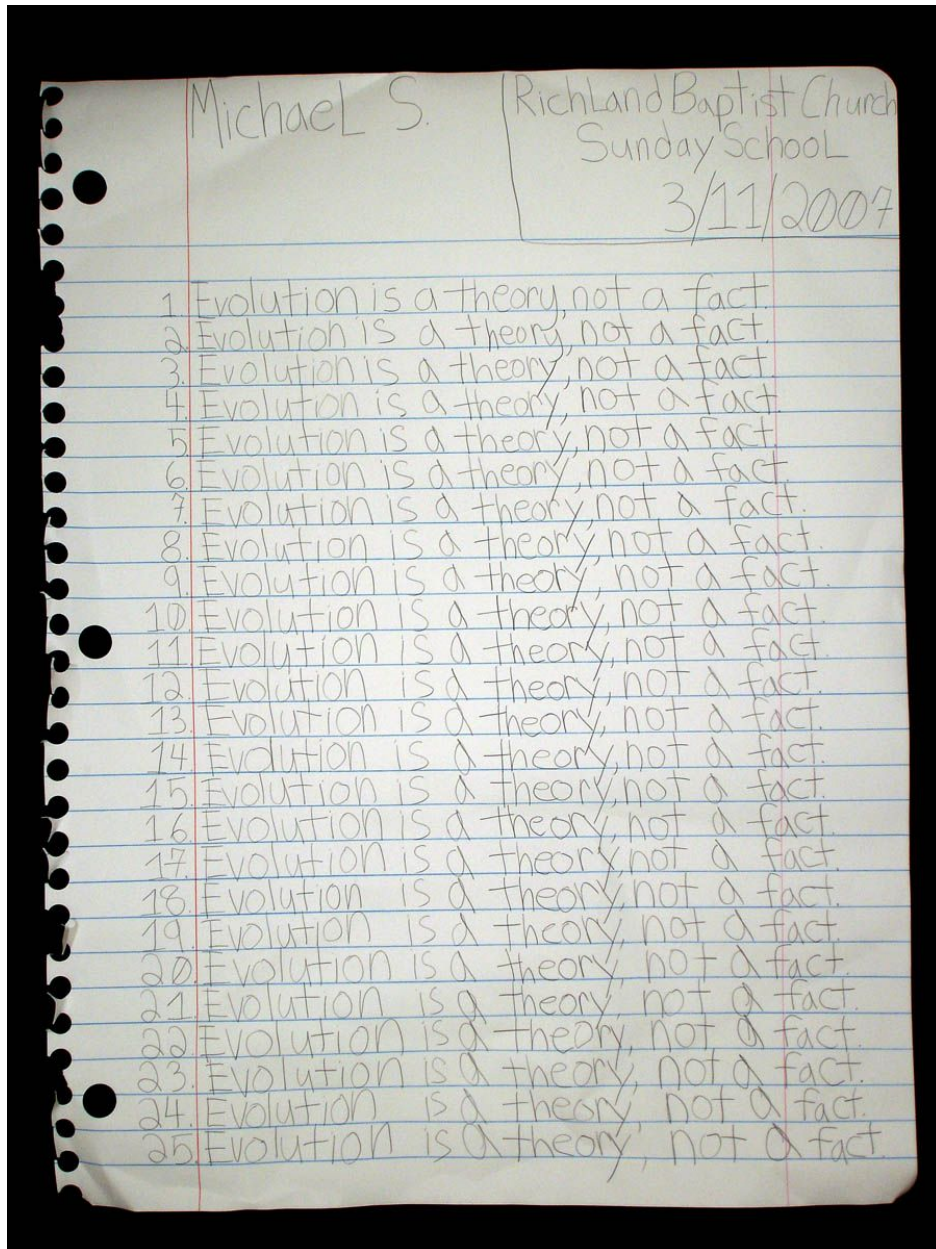 Michael S.
Richland Baptist Church
Sunday School
3/11/2007
1. Evolution is a theory, not a fact.
2. Evolution is a theory, not a fact.
3. Evolution is a theory, not a fact.
4. Evolution is a theory, not a fact.
5. Evolution is a theory, not a fact.
6. Evolution is a theory, not a fact.
7. Evolution is a theory, not a fact.
8. Evolution is a theory, not a fact.
9. Evolution is a theory, not a fact.
10. Evolution is a theory, not a fact.
11. Evolution is a theory, not a fact.
12. Evolution is a theory, not a fact.
13. Evolution is a theory, not a fact.
14. Evolution is a theory, not a fact.
15. Evolution is a theory, not a fact.
16. Evolution is a theory, not a fact.
17. Evolution is a theory, not a fact.
18. Evolution is a theory, not a fact.
19. Evolution is a theory, not a fact.
20. Evolution is a theory, not a fact.
21. Evolution is a theory, not a fact.
22. Evolution is a theory, not a fact.
23. Evolution is a theory, not a fact.
24. Evolution is a theory, not a fact.
25. Evolution is a theory, not a fact.